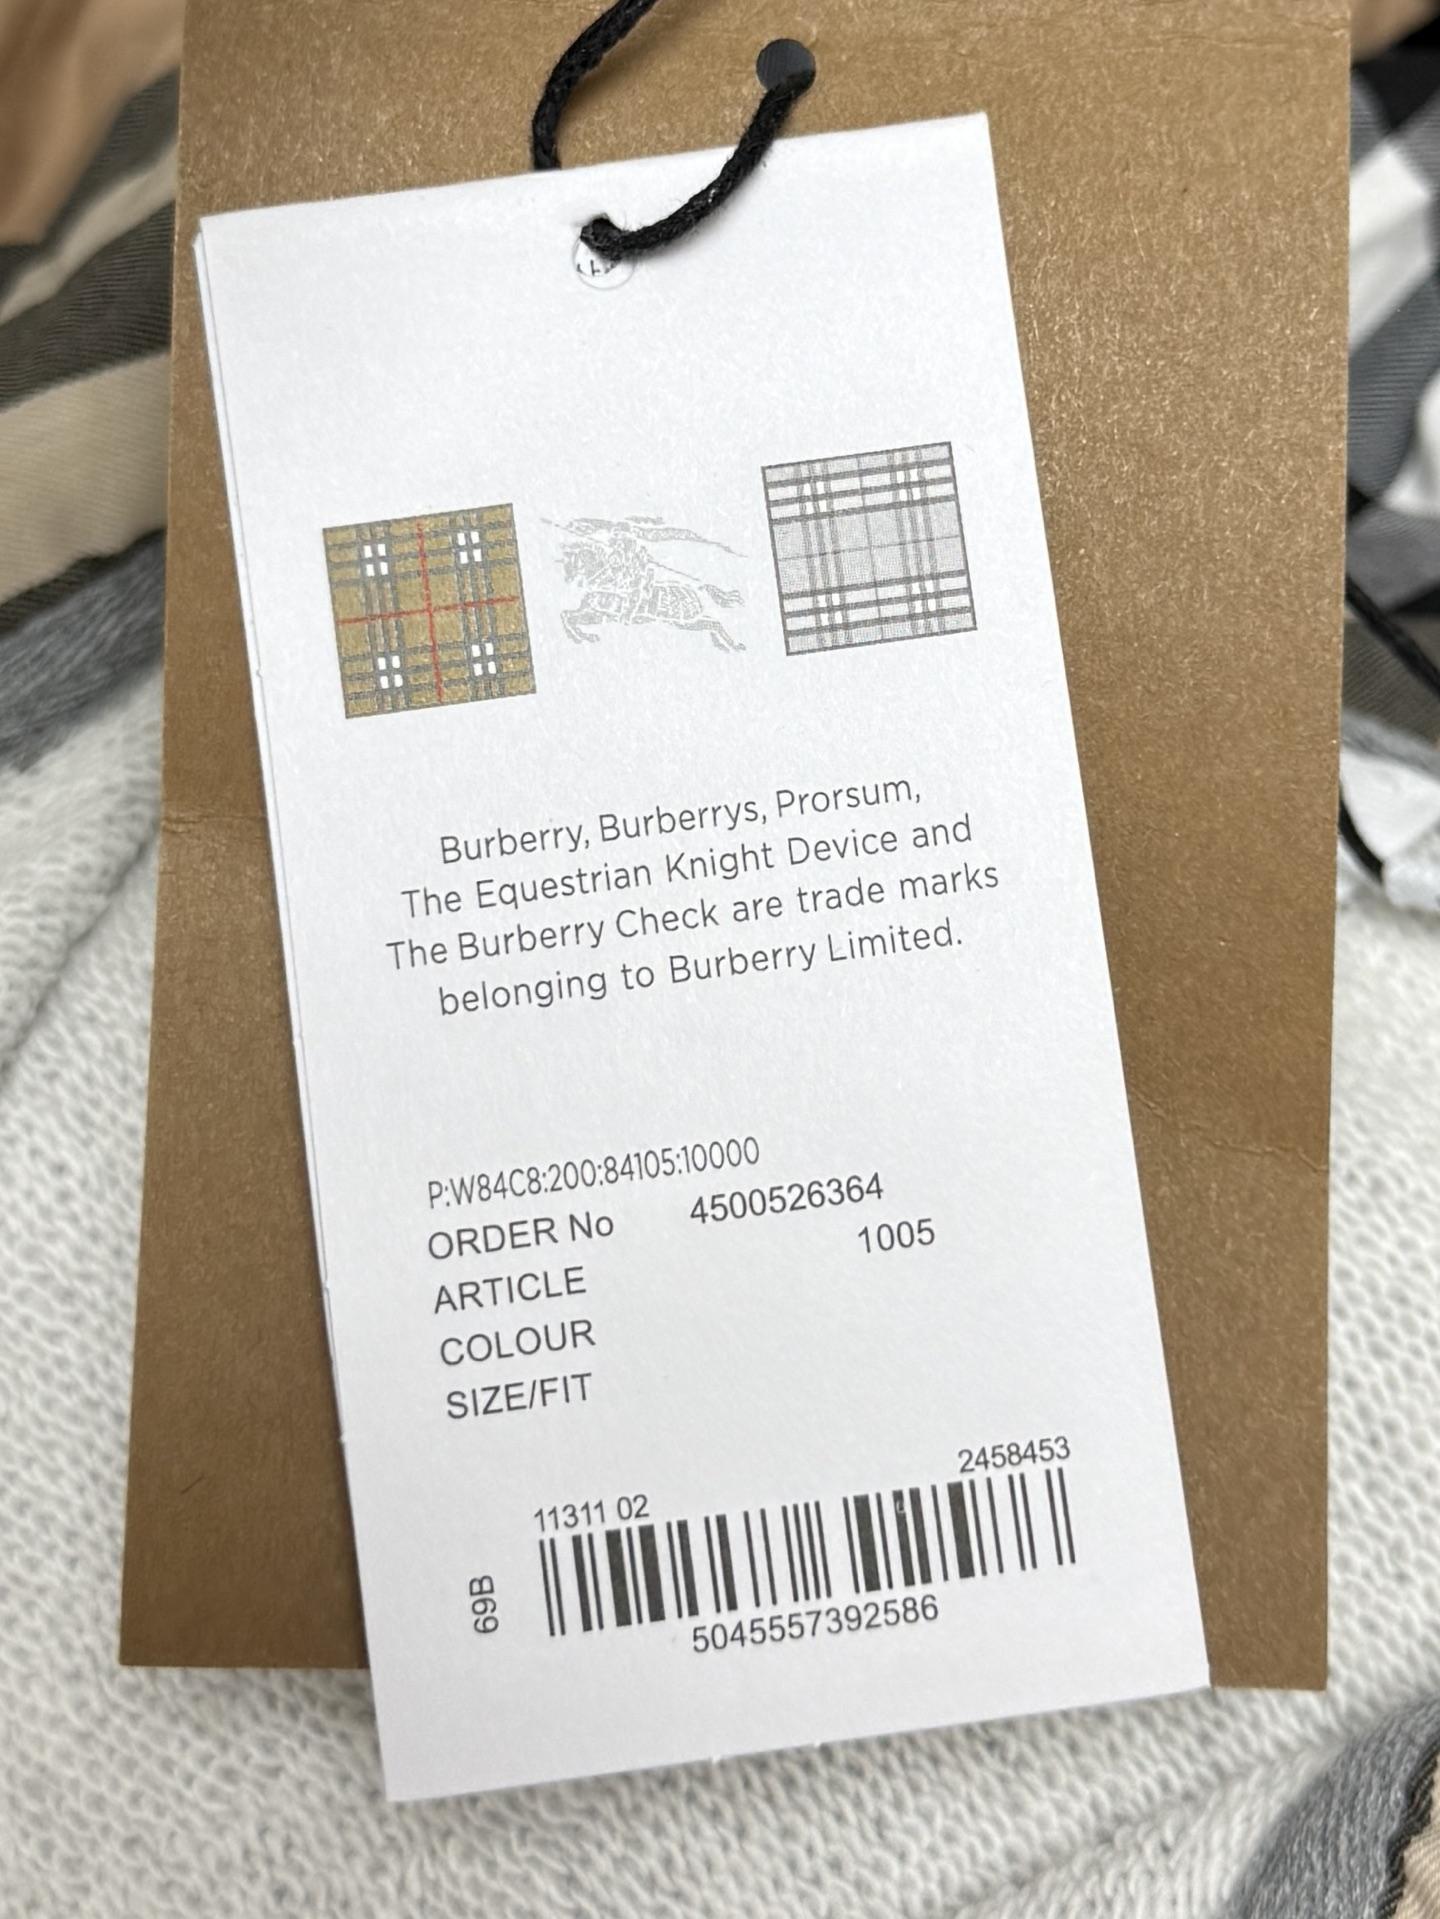 Burberry, Burberrys, Prorsum,
The Equestrian Knight Device and
The Burberry Check are trade marks
belonging to Burberry Limited.
P:W84C8:200:84105:10000
ORDER No 4500526364
1005
ARTICLE
COLOUR
SIZE/FIT
2458453
11311 02
69B
5045557392586